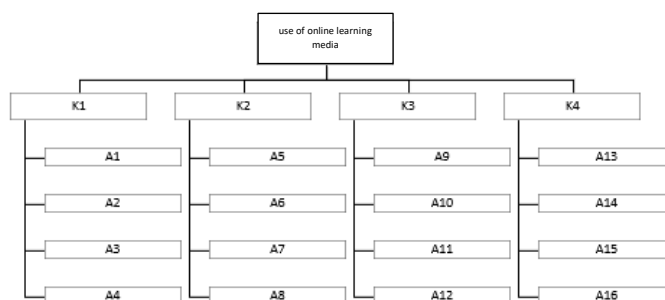 use of online learning
media
K1
K2
K3
K4
A1
A5
A9
A13
A2
A6
A10
A14
A3
A7
A11
A15
A4
A8
A12
A16